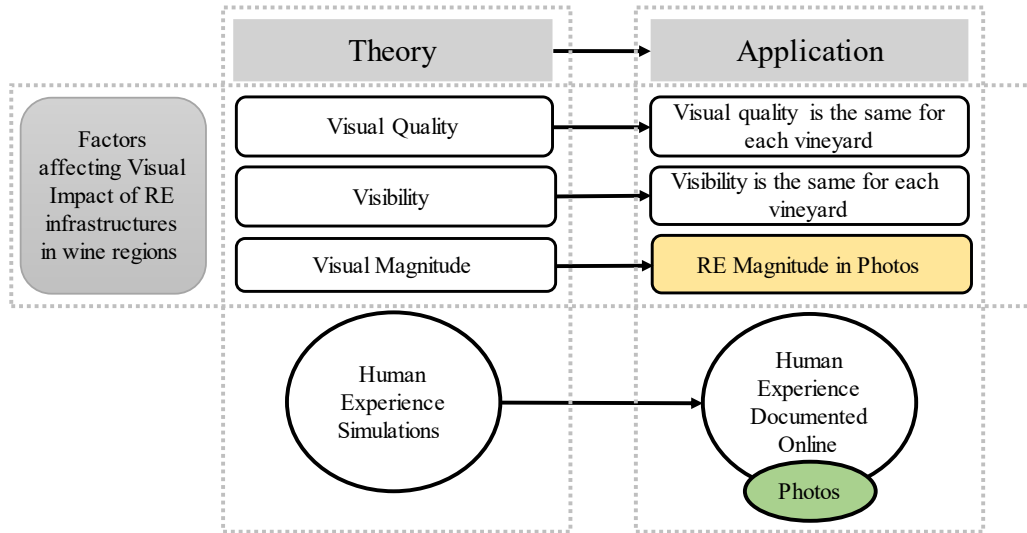 Theory
Application
Factors
affecting Visual
Impact of RE
infrastructures
in wine regions
Visual Quality
Visual quality is the same for
each vineyard
Visibility
Visibility is the same for each
vineyard
Visual Magnitude
RE Magnitude in Photos
Human
Experience
Simulations
Human
Experience
Documented
Online
Photos